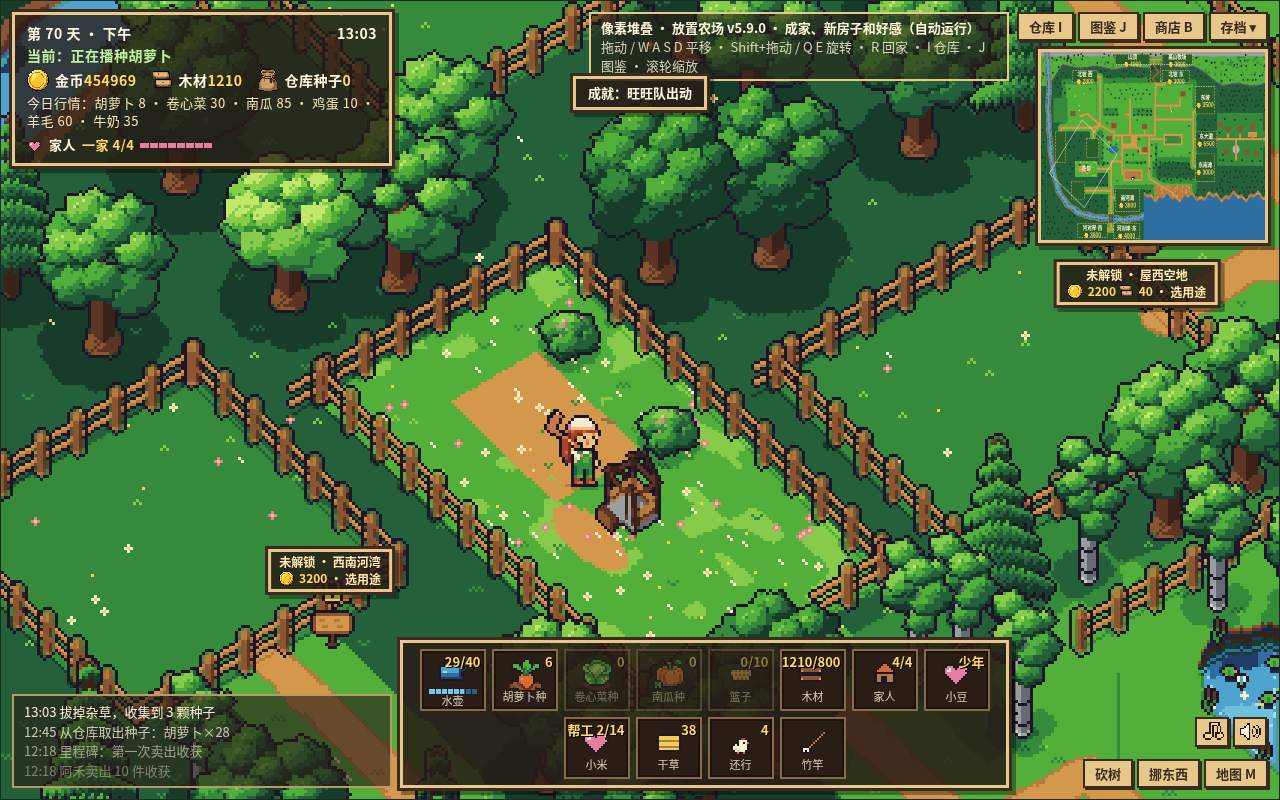 第 70 天 · 下午 13:03
当前：正在播种胡萝卜
金币454969 木材1210 仓库种子0
今日行情：胡萝卜 8 · 卷心菜 30 · 南瓜 85 · 鸡蛋 10 ·
羊毛 60 · 牛奶 35
家人 一家 4/4
像素堆叠 · 放置农场 v5.9.0 · 成家、新房子和好感（自动运行）
拖动 / W A S D 平移 · Shift+拖动 / Q E 旋转 · R 回家 · I 仓库 · J
图鉴 · 滚轮缩放
成就：旺旺队出动
仓库 I
图鉴 J
商店 B
存档 ▾
未解锁 · 屋西空地
2200 40 · 选用途
未解锁 · 西南河湾
3200 · 选用途
13:03 拔掉杂草，收集到 3 颗种子
12:45 从仓库取出种子：胡萝卜×28
12:18 里程碑：第一次卖出收获
12:18 阿禾卖出 10 件收获
29/40
水壶
6
胡萝卜种
0
卷心菜种
0
南瓜种
0/10
篮子
1210/800
木材
4/4
家人
少年
小豆
帮工 2/14
小米
38
干草
4
还行
竹竿
砍树
挪东西
地图 M